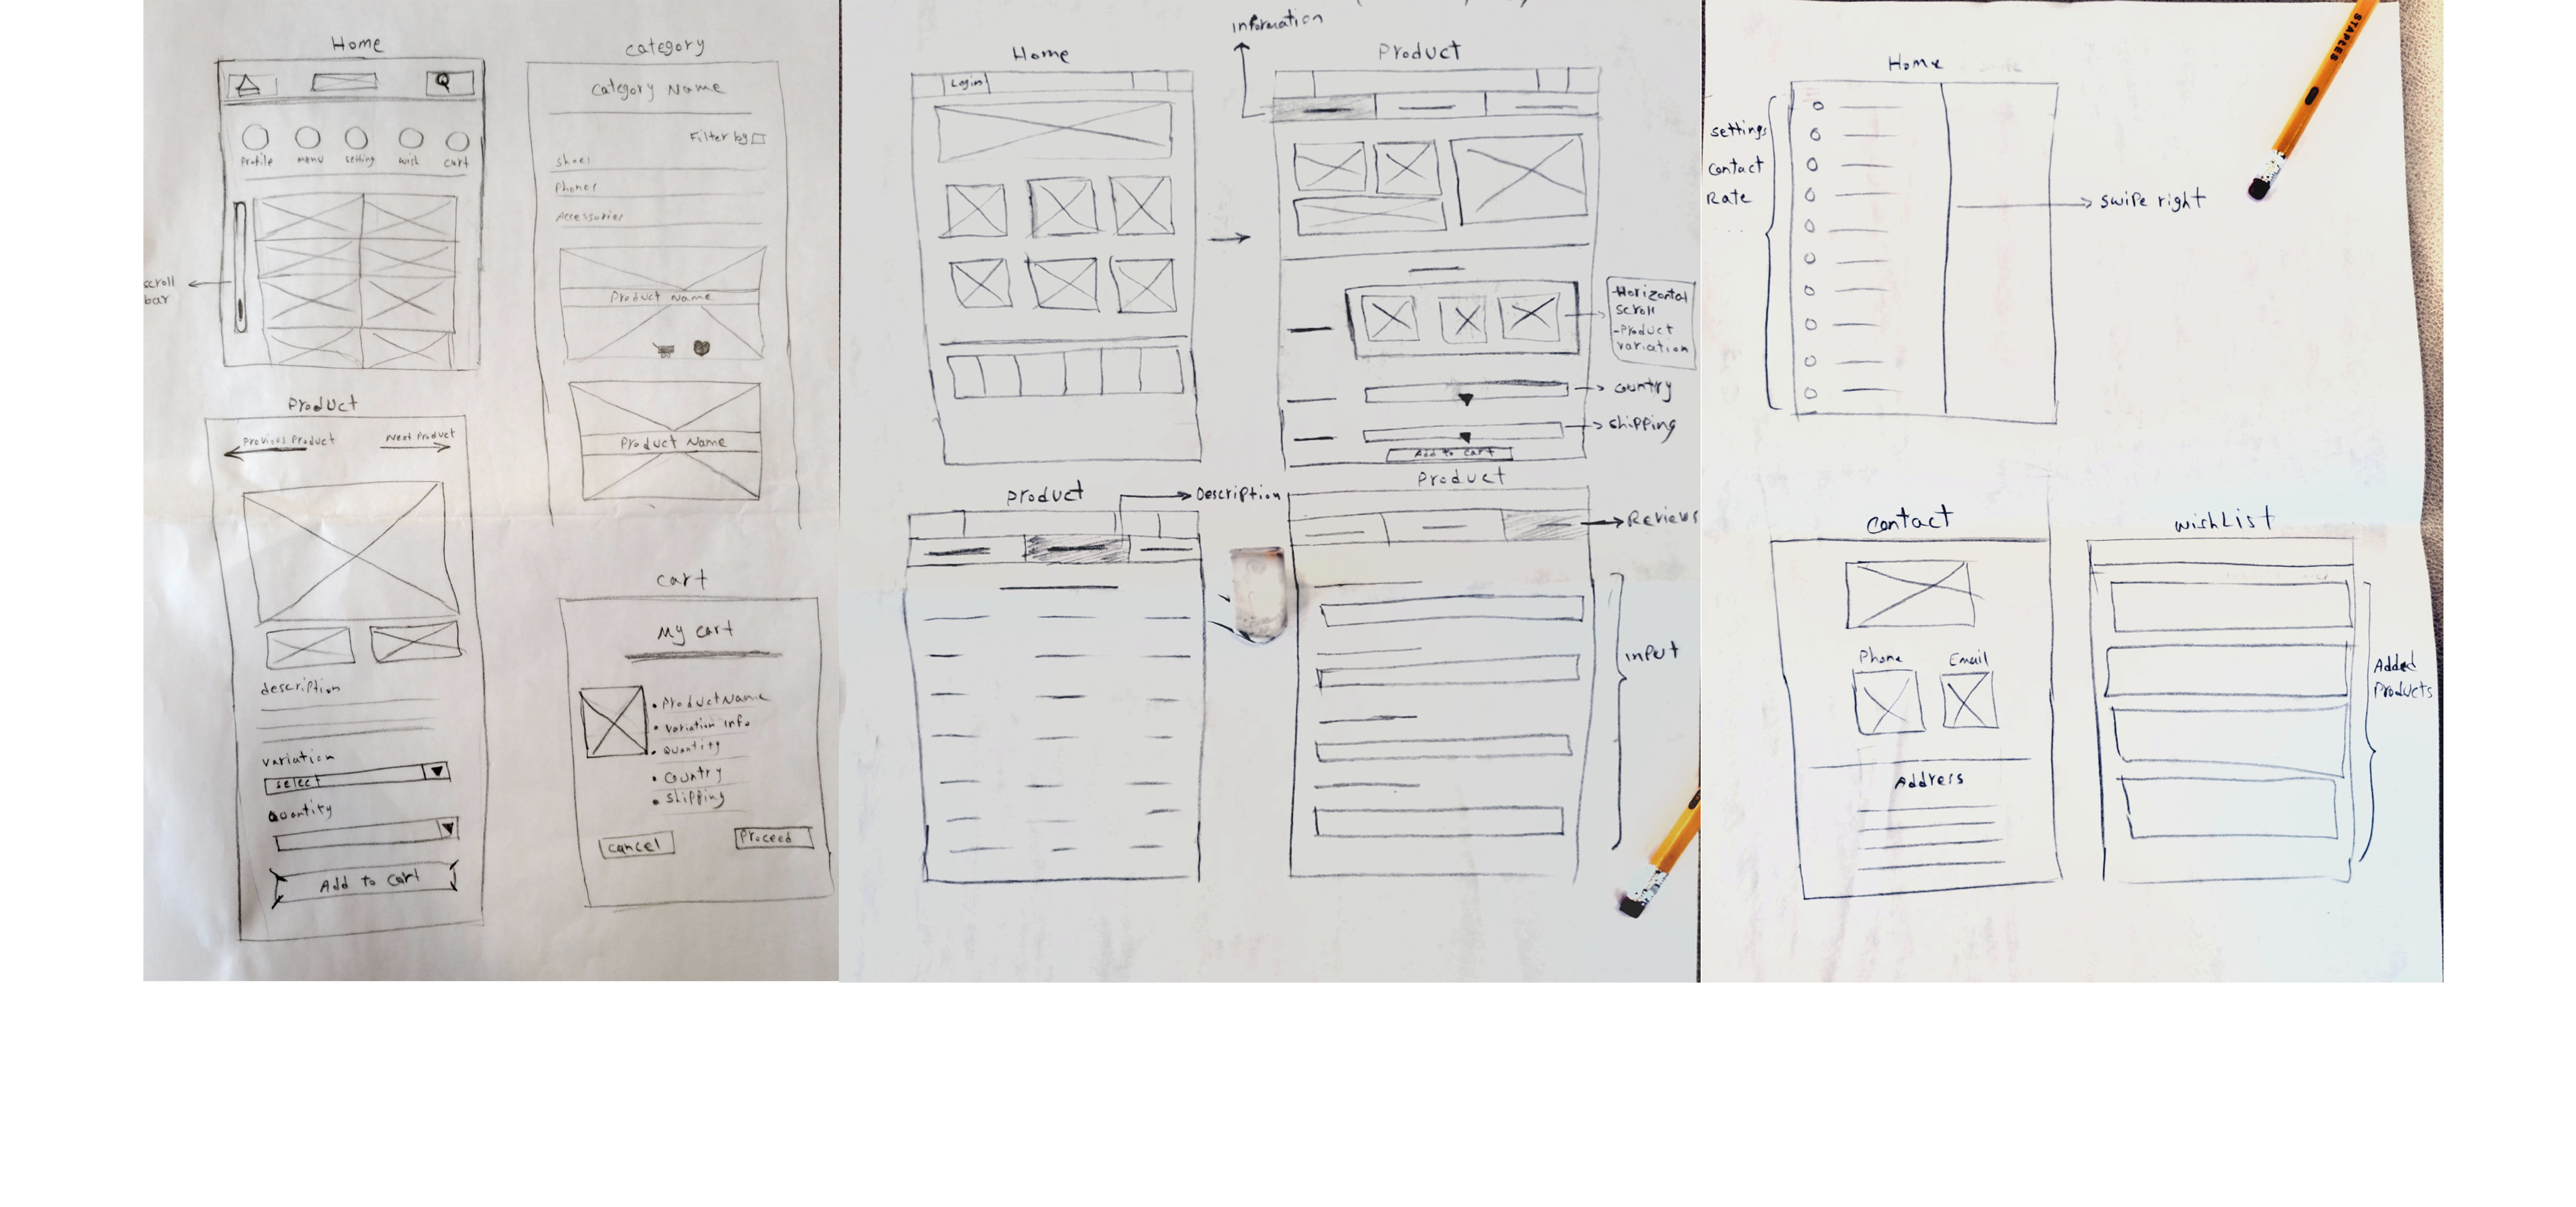 Home
Q
Profile
menu
setting
wish
cart
scroll
bar
category
category Name
Filter by
shoes
Phones
Accessories
Product Name
Product Name
Product
Previous Product
Next Product
description
variation
select
Quantity
Add to cart
cart
My cart
• Product Name
• variation info
• Quantity
• country
• shipping
cancel
Proceed
information
Home
Login
Product
-Horizontal
scroll
-Product
variation
country
shipping
Add to cart
product
Description
Product
Reviews
input
Home
settings
contact
Rate
swipe right
STAPLES
contact
Phone
Email
Address
wishList
Added
Products